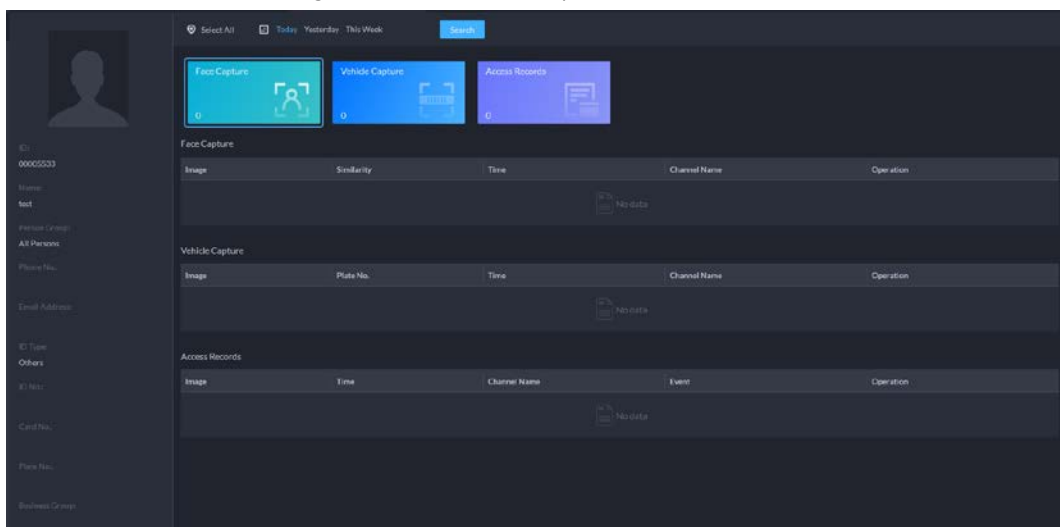 Select All Today Yesterday This Week Search
Face Capture Vehicle Capture Access Records
0 0 0
ID:
00005533
Name:
test
Person Group:
All Persons
Phone No.:
Email Address:
ID Type:
Others
ID No.:
Card No.:
Plate No.:
Business Group:
Face Capture
Image Similarity Time Channel Name Operation
No data
Vehicle Capture
Image Plate No. Time Channel Name Operation
No data
Access Records
Image Time Channel Name Event Operation
No data